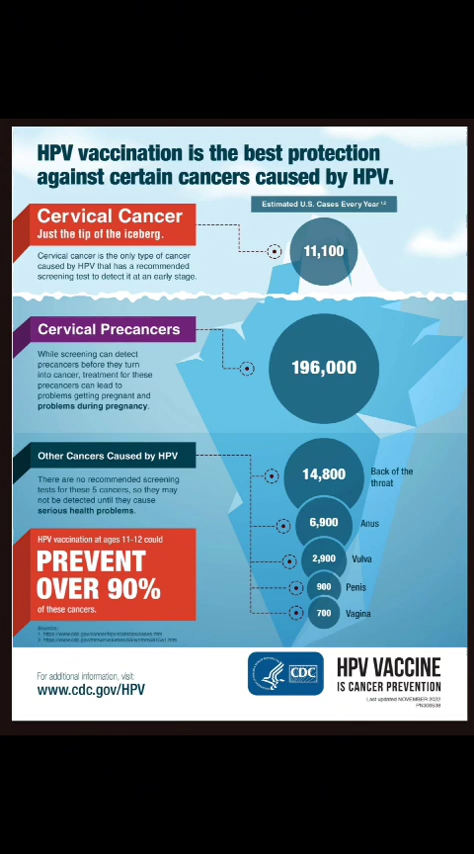 HPV vaccination is the best protection
against certain cancers caused by HPV.
Estimated U.S. Cases Every Year 1,2
Cervical Cancer
Just the tip of the iceberg.
Cervical cancer is the only type of cancer
caused by HPV that has a recommended
screening test to detect it at an early stage.
11,100
Cervical Precancers
While screening can detect
precancers before they turn
into cancer, treatment for these
precancers can lead to
problems getting pregnant and
problems during pregnancy.
196,000
Other Cancers Caused by HPV
There are no recommended screening
tests for these 5 cancers, so they may
not be detected until they cause
serious health problems.
14,800
Back of the
throat
6,900
Anus
2,900
Vulva
900
Penis
700
Vagina
HPV vaccination at ages 11-12 could
PREVENT
OVER 90%
of these cancers.
Sources:
For additional information, visit:
www.cdc.gov/HPV
CDC
HPV VACCINE
IS CANCER PREVENTION
Last updated NOVEMBER 2022